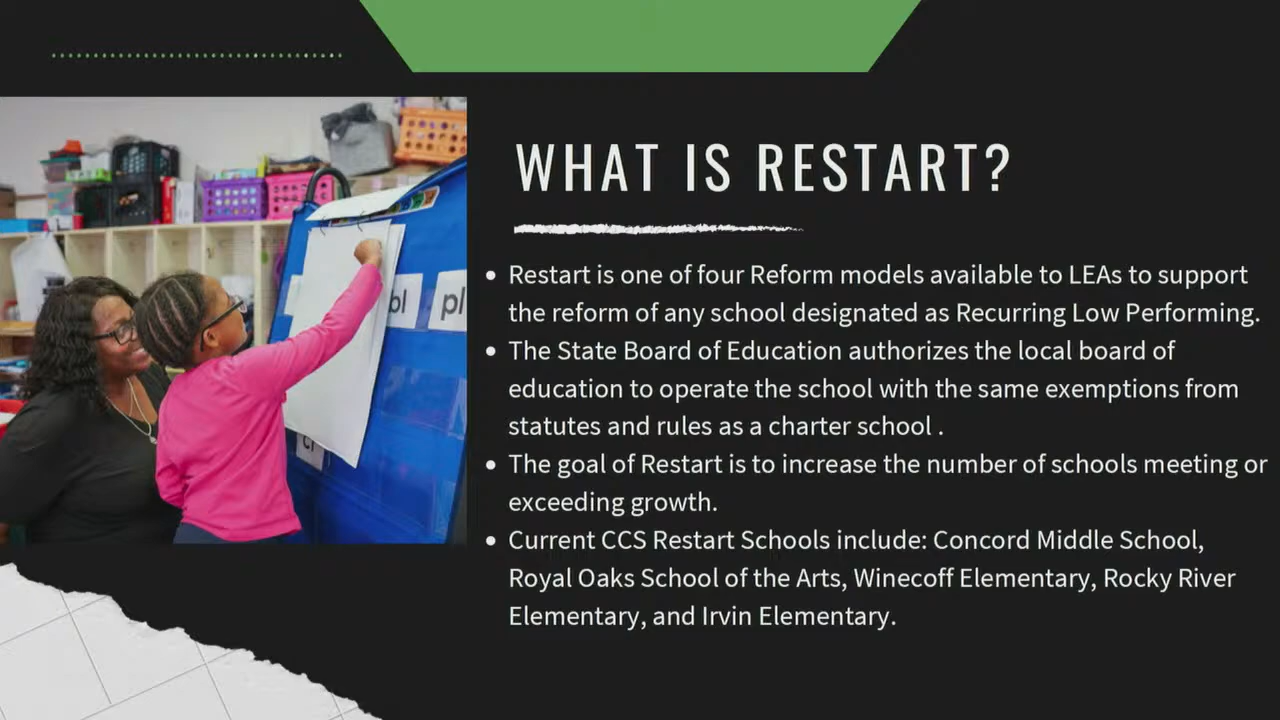 WHAT IS RESTART?
• Restart is one of four Reform models available to LEAs to support
the reform of any school designated as Recurring Low Performing.
• The State Board of Education authorizes the local board of
education to operate the school with the same exemptions from
statutes and rules as a charter school .
• The goal of Restart is to increase the number of schools meeting or
exceeding growth.
• Current CCS Restart Schools include: Concord Middle School,
Royal Oaks School of the Arts, Winecoff Elementary, Rocky River
Elementary, and Irvin Elementary.
bl
pl